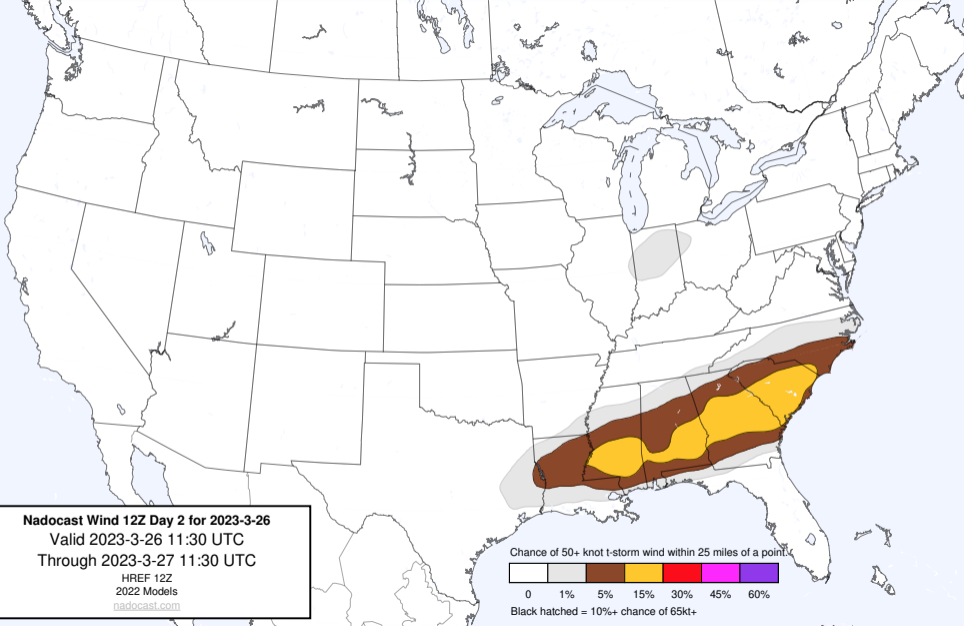 Nadocast Wind 12Z Day 2 for 2023-3-26
Valid 2023-3-26 11:30 UTC
Through 2023-3-27 11:30 UTC
HREF 12Z
2022 Models
nadocast.com
Chance of 50+ knot t-storm wind within 25 miles of a point.
0 1% 5% 15% 30% 45% 60%
Black hatched = 10%+ chance of 65kt+